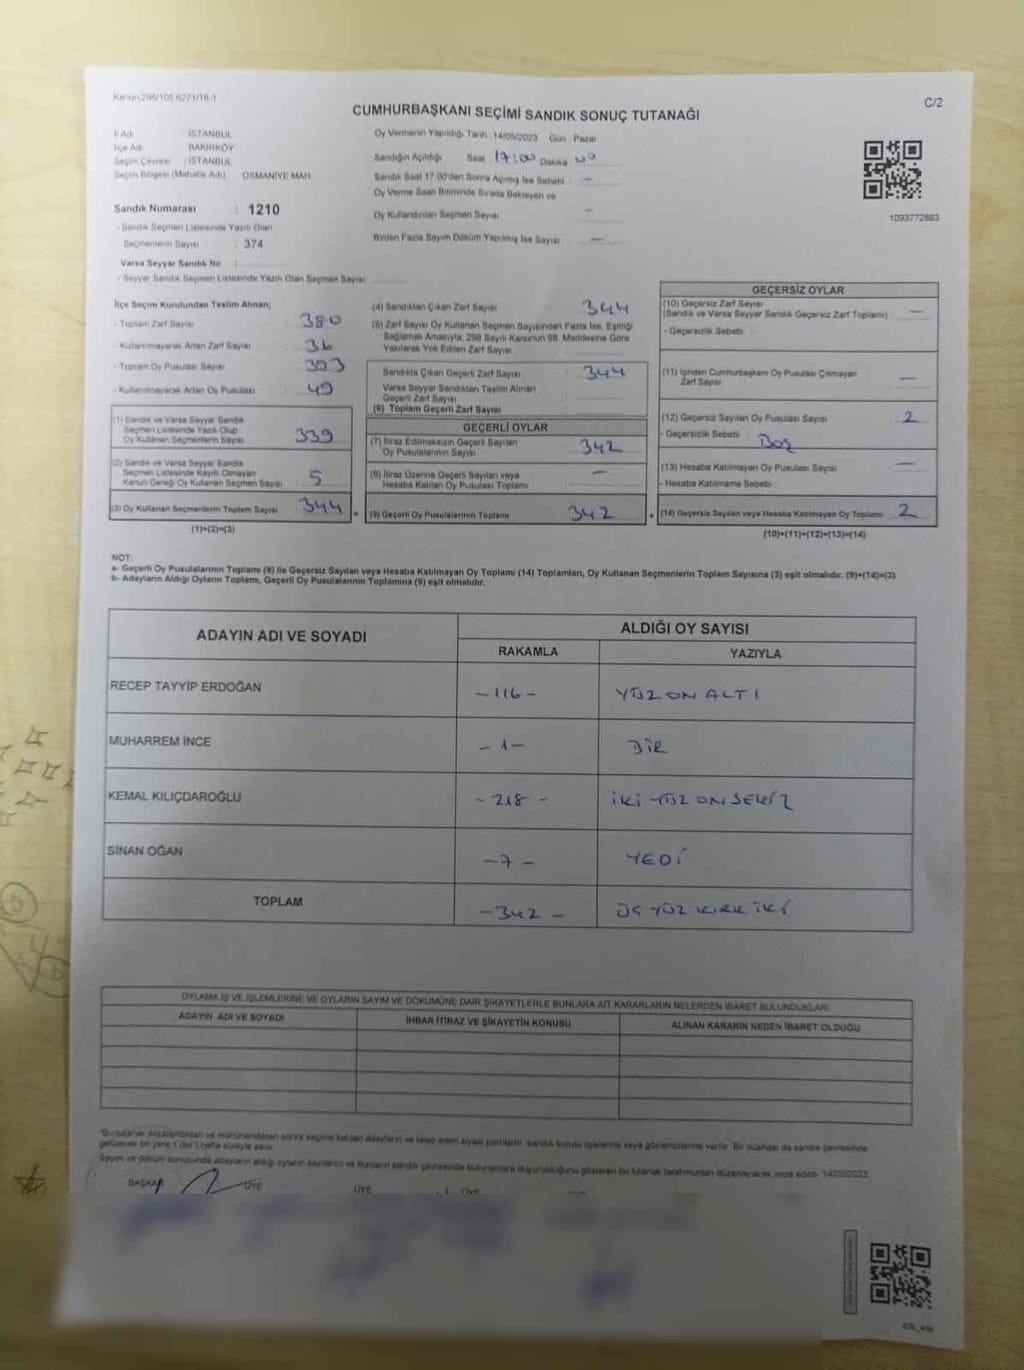 Kanun:298/105,6271/18-1
C/2
CUMHURBAŞKANI SEÇİMİ SANDIK SONUÇ TUTANAĞI
İl Adı : İSTANBUL
İlçe Adı : BAKIRKÖY
Seçim Çevresi : İSTANBUL
Seçim Bölgesi (Mahalle Adı) OSMANİYE MAH.
Sandık Numarası : 1210
- Sandık Seçmen Listesinde Yazılı Olan
Seçmenlerin Sayısı : 374
Varsa Seyyar Sandık No :
- Seyyar Sandık Seçmen Listesinde Yazılı Olan Seçmen Sayısı
Oy Vermenin Yapıldığı Tarih : 14/05/2023 Gün : Pazar
Sandığın Açıldığı Saat 17:00 Dakika 00
Sandık Saat 17:00'den Sonra Açılmış İse Sebebi : -
Oy Verme Saati Bitiminde Sırada Bekleyen ve
Oy Kullandırılan Seçmen Sayısı -
Birden Fazla Sayım Döküm Yapılmış İse Sayısı -
1093772883
İlçe Seçim Kurulundan Teslim Alınan;
- Toplam Zarf Sayısı : 380
- Kullanılmayarak Artan Zarf Sayısı : 36
- Toplam Oy Pusulası Sayısı : 393
- Kullanılmayarak Artan Oy Pusulası : 49
(1) Sandık ve Varsa Seyyar Sandık
Seçmen Listesinde Yazılı Olup
Oy Kullanan Seçmenlerin Sayısı : 339
(2) Sandık ve Varsa Seyyar Sandık
Seçmen Listesinde Kayıtlı Olmayan
Kanun Gereği Oy Kullanan Seçmen Sayısı : 5
(3) Oy Kullanan Seçmenlerin Toplam Sayısı : 344
(1)+(2)=(3)
(4) Sandıktan Çıkan Zarf Sayısı : 344
(5) Zarf Sayısı Oy Kullanan Seçmen Sayısından Fazla İse, Eşitliği
Sağlamak Amacıyla; 298 Sayılı Kanunun 98. Maddesine Göre
Yakılarak Yok Edilen Zarf Sayısı
Sandıkta Çıkan Geçerli Zarf Sayısı : 344
Varsa Seyyar Sandıktan Teslim Alınan
Geçerli Zarf Sayısı
(6) Toplam Geçerli Zarf Sayısı
GEÇERLİ OYLAR
(7) İtiraz Edilmeksizin Geçerli Sayılan
Oy Pusulalarının Sayısı : 342
(8) İtiraz Üzerine Geçerli Sayılan veya
Hesaba Katılan Oy Pusulası Toplamı : -
= (9) Geçerli Oy Pusulalarının Toplamı : 342
GEÇERSİZ OYLAR
(10) Geçersiz Zarf Sayısı
(Sandık ve Varsa Seyyar Sandık Geçersiz Zarf Toplamı) : -
- Geçersizlik Sebebi :
(11) İçinden Cumhurbaşkanı Oy Pusulası Çıkmayan
Zarf Sayısı : -
(12) Geçersiz Sayılan Oy Pusulası Sayısı : 2
- Geçersizlik Sebebi : Boş
(13) Hesaba Katılmayan Oy Pusulası Sayısı : -
- Hesaba Katılmama Sebebi :
+ (14) Geçersiz Sayılan veya Hesaba Katılmayan Oy Toplamı : 2
(10)+(11)+(12)+(13)=(14)
NOT:
a- Geçerli Oy Pusulalarının Toplamı (9) ile Geçersiz Sayılan veya Hesaba Katılmayan Oy Toplamı (14) Toplamları, Oy Kullanan Seçmenlerin Toplam Sayısına (3) eşit olmalıdır. (9)+(14)=(3)
b- Adayların Aldığı Oyların Toplamı, Geçerli Oy Pusulalarının Toplamına (9) eşit olmalıdır.
ADAYIN ADI VE SOYADI
ALDIĞI OY SAYISI
RAKAMLA YAZIYLA
RECEP TAYYİP ERDOĞAN -116- YÜZ ON ALTI
MUHARREM İNCE -1- BİR
KEMAL KILIÇDAROĞLU -218- İKİ YÜZ ON SEKİZ
SİNAN OĞAN -7- YEDİ
TOPLAM -342- ÜÇ YÜZ KIRK İKİ
OYLAMA İŞ VE İŞLEMLERİNE VE OYLARIN SAYIM VE DÖKÜMÜNE DAİR ŞİKAYETLERLE BUNLARA AİT KARARLARIN NELERDEN İBARET BULUNDUKLARI
ADAYIN ADI VE SOYADI İHBAR İTİRAZ VE ŞİKAYETİN KONUSU ALINAN KARARIN NEDEN İBARET OLDUĞU
*Bu tutanak imzalandıktan ve mühürlendikten sonra seçime katılan adayların ve talep eden siyasi partilerin, sandık kurulu üyelerine veya gözlemcilerine verilir. Bir nüshası da sandık çevresinde
görülecek bir yere 1 (bir) hafta süreyle asılır.
Sayım ve döküm sonucunda adayların aldığı oyların sayılarını ve bunların sandık çevresinde bulunanlara duyurulduğunu gösteren bu tutanak tarafımızdan düzenlenerek imza edildi. 14/05/2023
BAŞKAN ÜYE ÜYE ÜYE